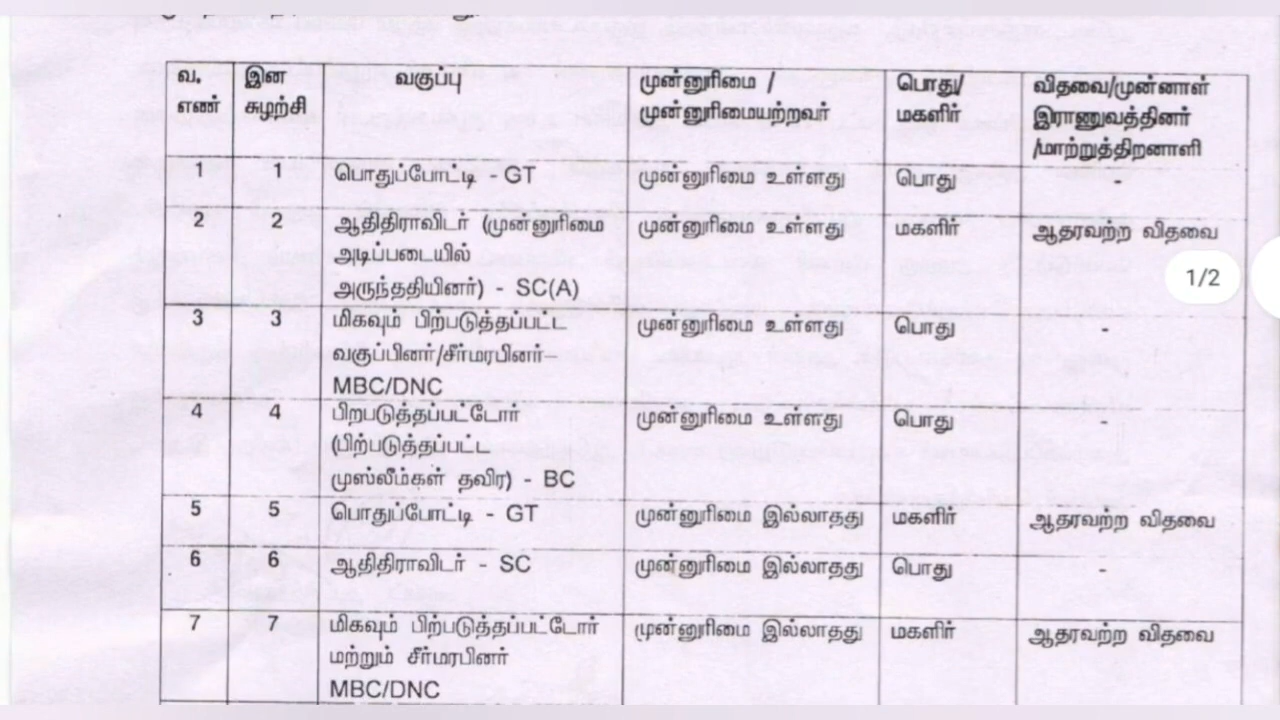 வ. எண் இன சுழற்சி வகுப்பு முன்னுரிமை / முன்னுரிமையற்றவர் பொது/ மகளிர் விதவை/முன்னாள் இராணுவத்தினர் /மாற்றுத்திறனாளி
1 1 பொதுப்போட்டி - GT முன்னுரிமை உள்ளது பொது -
2 2 ஆதிதிராவிடர் (முன்னுரிமை முன்னுரிமை உள்ளது மகளிர் ஆதரவற்ற விதவை
அடிப்படையில்
அருந்ததியினர்) - SC(A)
3 3 மிகவும் பிற்படுத்தப்பட்ட முன்னுரிமை உள்ளது பொது -
வகுப்பினர்/சீர்மரபினர்
MBC/DNC
4 4 பிறபடுத்தப்பட்டோர் முன்னுரிமை உள்ளது பொது -
(பிற்படுத்தப்பட்ட
முஸ்லீம்கள் தவிர) - BC
5 5 பொதுப்போட்டி - GT முன்னுரிமை இல்லாதது மகளிர் ஆதரவற்ற விதவை
6 6 ஆதிதிராவிடர் - SC முன்னுரிமை இல்லாதது பொது -
7 7 மிகவும் பிற்படுத்தப்பட்டோர் முன்னுரிமை இல்லாதது மகளிர் ஆதரவற்ற விதவை
மற்றும் சீர்மரபினர்
MBC/DNC
1/2